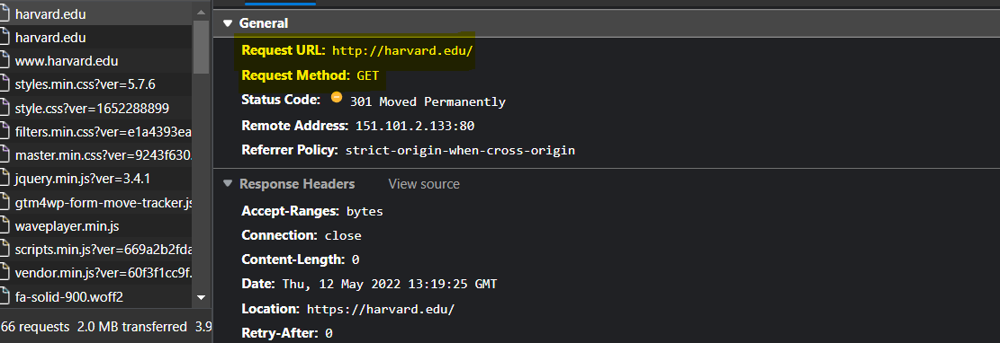 harvard.edu
harvard.edu
www.harvard.edu
styles.min.css?ver=5.7.6
style.css?ver=1652288899
filters.min.css?ver=e1a4393ea
master.min.css?ver=9243f630
jquery.min.js?ver=3.4.1
gtm4wp-form-move-tracker.js
waveplayer.min.js
scripts.min.js?ver=669a2b2fda
vendor.min.js?ver=60f3f1cc9f
fa-solid-900.woff2
66 requests 2.0 MB transferred 3.9
General
Request URL: http://harvard.edu/
Request Method: GET
Status Code: 301 Moved Permanently
Remote Address: 151.101.2.133:80
Referrer Policy: strict-origin-when-cross-origin
Response Headers View source
Accept-Ranges: bytes
Connection: close
Content-Length: 0
Date: Thu, 12 May 2022 13:19:25 GMT
Location: https://harvard.edu/
Retry-After: 0